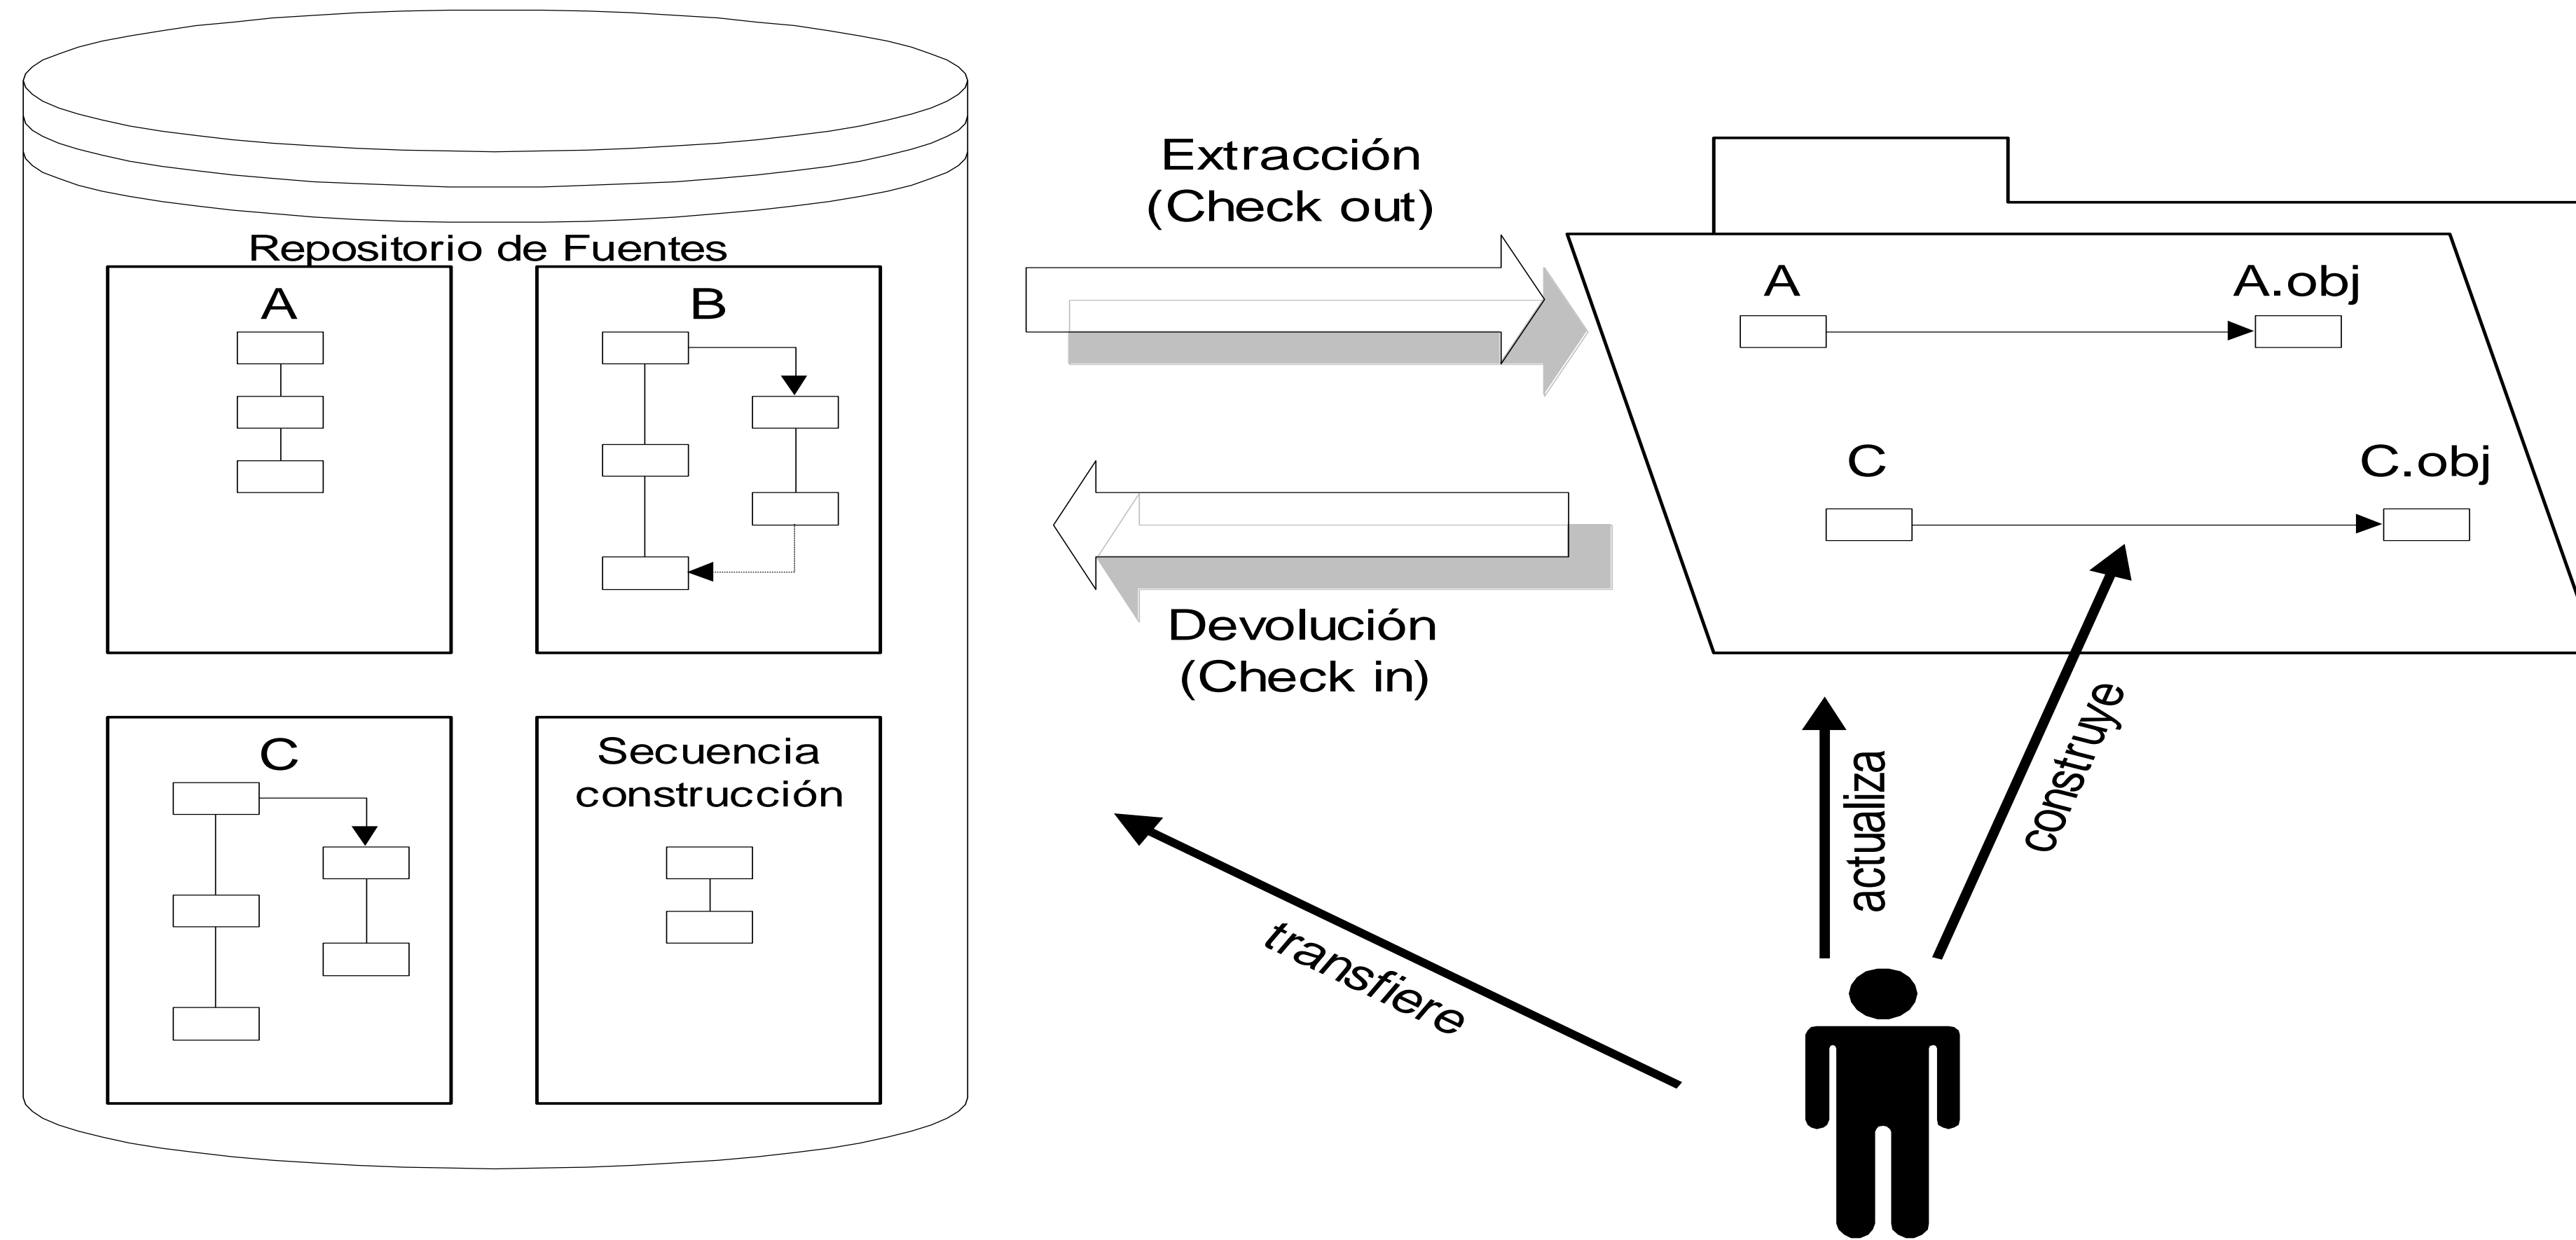 Repositorio de Fuentes
A
B
C
Secuencia
construcción
Extracción
(Check out)
Devolución
(Check in)
A
A.obj
C
C.obj
transfiere
actualiza
construye